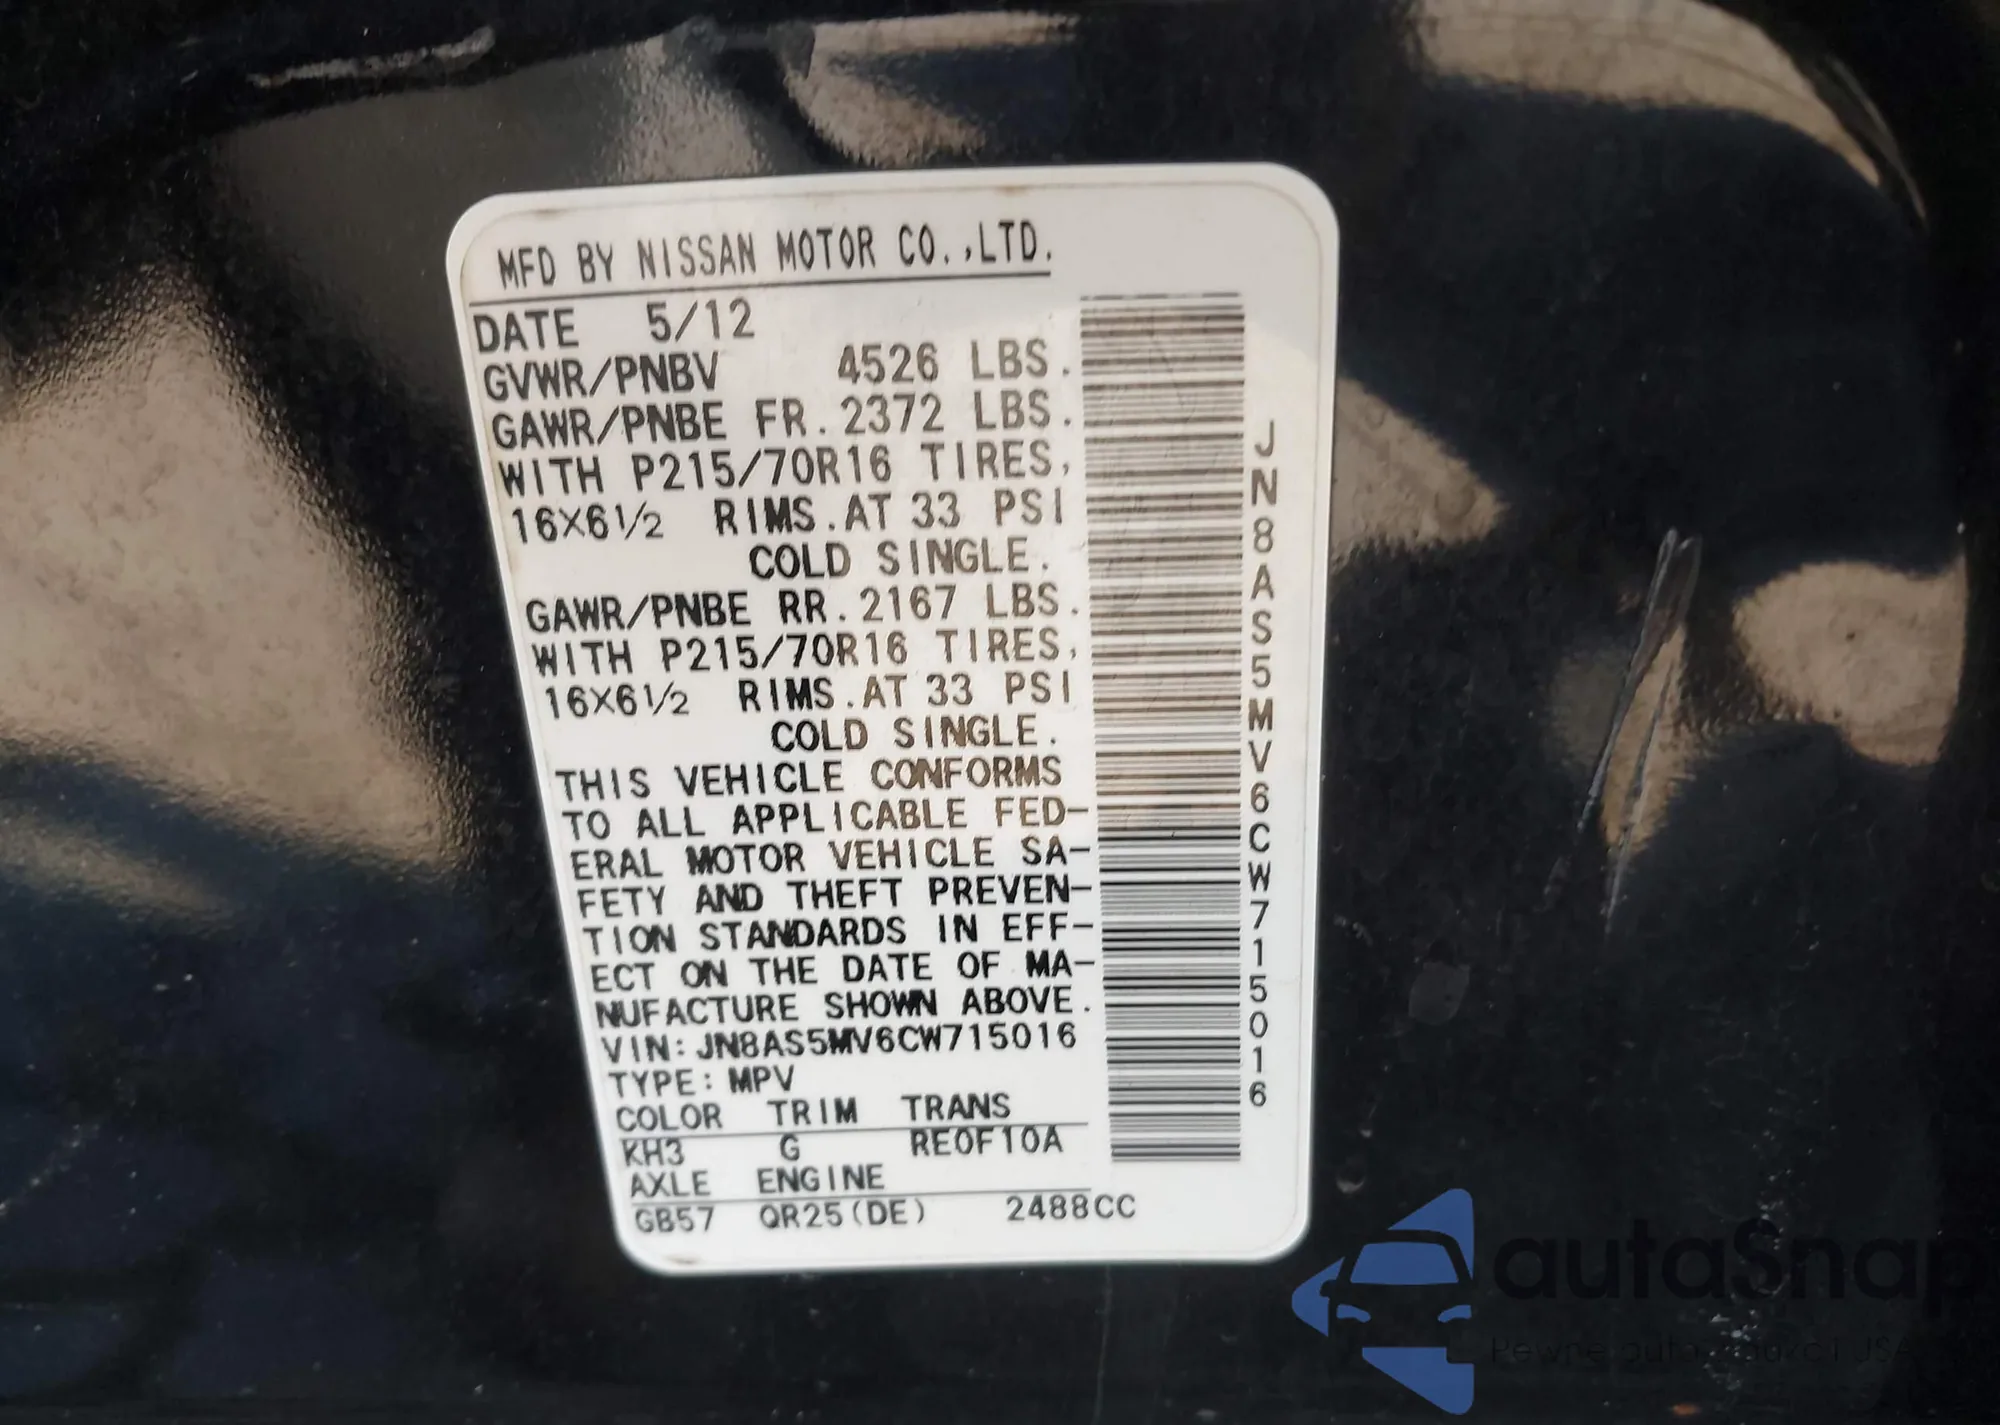 MFD BY NISSAN MOTOR CO.,LTD.
DATE 5/12
GVWR/PNBV 4526 LBS.
GAWR/PNBE FR. 2372 LBS.
WITH P215/70R16 TIRES,
16X6½ RIMS. AT 33 PSI
COLD SINGLE.
GAWR/PNBE RR. 2167 LBS.
WITH P215/70R16 TIRES,
16X6½ RIMS. AT 33 PSI
COLD SINGLE.
THIS VEHICLE CONFORMS
TO ALL APPLICABLE FED-
ERAL MOTOR VEHICLE SA-
FETY AND THEFT PREVEN-
TION STANDARDS IN EFF-
ECT ON THE DATE OF MA-
NUFACTURE SHOWN ABOVE.
VIN: JN8AS5MV6CW715016
TYPE: MPV
COLOR TRIM TRANS
KH3 G RE0F10A
AXLE ENGINE
GB57 QR25(DE) 2488CC
JN8AS5MV6CW715016
autaSnap
Pewne auto z aukcji USA